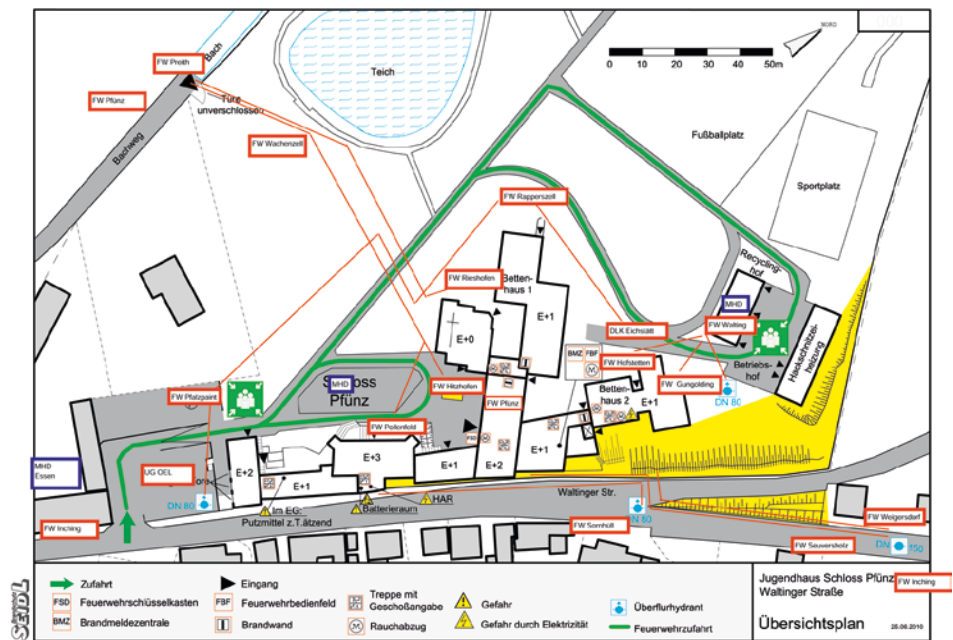 NORD
0 10 20 30 40 50m
FW Preith
Bach
Teich
FW Pfünz
Türe
unverschlossen
Bachweg
FW Wachenzell
Fußballplatz
Sportplatz
FW Rapperszell
Recycling-
hof
FW Rieshofen
Betten-
haus 1
E+1
MHD
FW Walting
DLK Eichstätt
E+0
BMZ FBF
FW Hofstetten
Betriebs-
hof
Hackschnitzel-
heizung
Schloss
Pfünz
MHD
FW Hitzhofen
FW Pfalzpaint
FW Pfünz
Betten-
haus 2
E+1
FW Gungolding
DN 80
FW Pollenfeld
FSD
E+3
E+1
E+2
E+1
E+2
E+1
MHD
Essen
UG OEL
DN 80
HAR
Batterieraum
Im EG:
Putzmittel z.T.ätzend
Waltinger Str.
FW Inching
FW Sornhüll
DN 80
FW Weigersdorf
FW Sauversholz
DN 150
Zufahrt
FSD Feuerwehrschüsselkasten
BMZ Brandmeldezentrale
Eingang
FBF Feuerwehrbedienfeld
Brandwand
Treppe mit
Geschoßangabe
Rauchabzug
Gefahr
Gefahr durch Elektrizität
Überflurhydrant
Feuerwehrzufahrt
Jugendhaus Schloss Pfünz
Waltinger Straße
FW Inching
Übersichtsplan
25.06.2010
SEIDL